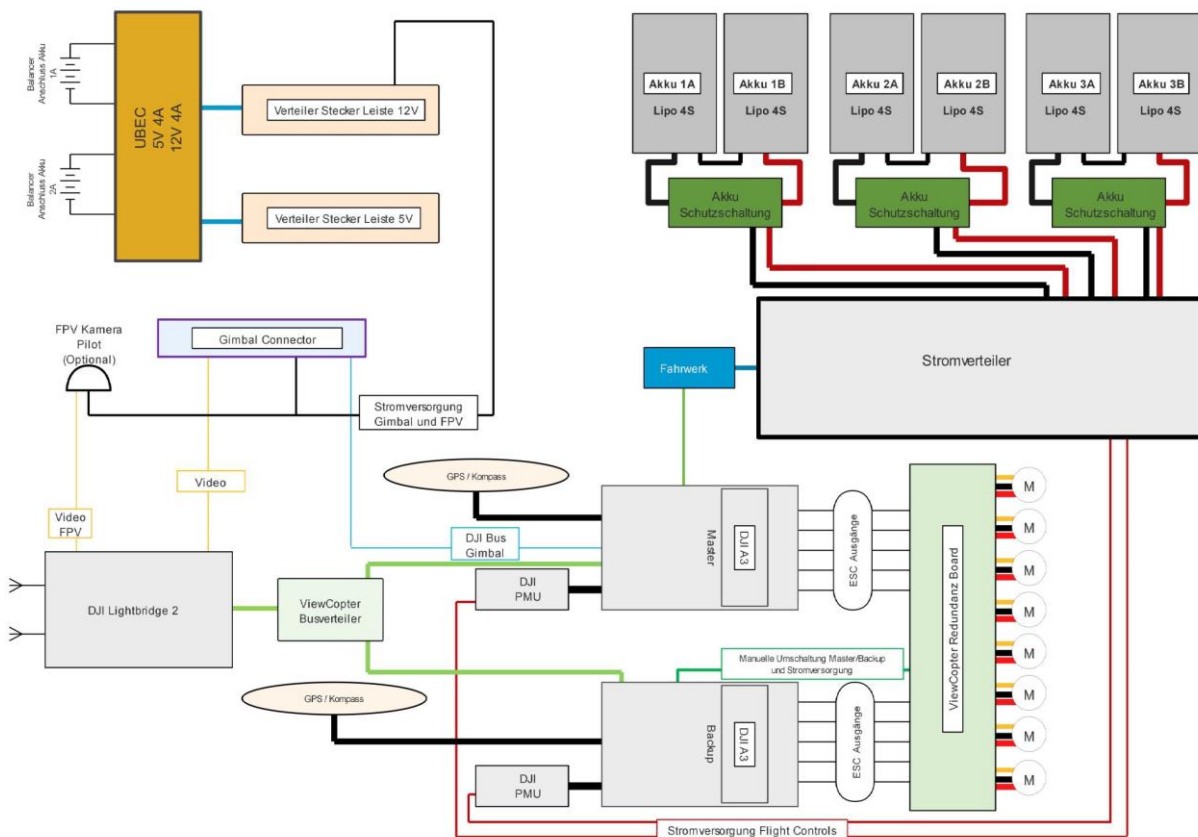 Balancer
Anschluss Akku
1A
Balancer
Anschluss Akku
2A
UBEC
5V 4A
12V 4A
Verteiler Stecker Leiste 12V
Verteiler Stecker Leiste 5V
Akku 1A
Lipo 4S
Akku 1B
Lipo 4S
Akku 2A
Lipo 4S
Akku 2B
Lipo 4S
Akku 3A
Lipo 4S
Akku 3B
Lipo 4S
Akku
Schutzschaltung
Akku
Schutzschaltung
Akku
Schutzschaltung
Stromverteiler
Fahrwerk
FPV Kamera
Pilot
(Optional)
Gimbal Connector
Stromversorgung
Gimbal und FPV
Video
Video
FPV
GPS / Kompass
DJI Bus
Gimbal
DJI
PMU
Master
DJI A3
ESC Ausgänge
ViewCopter Redundanz Board
M
M
M
M
M
M
M
M
DJI Lightbridge 2
ViewCopter
Busverteiler
Manuelle Umschaltung Master/Backup
und Stromversorgung
GPS / Kompass
DJI
PMU
Backup
DJI A3
ESC Ausgänge
Stromversorgung Flight Controls